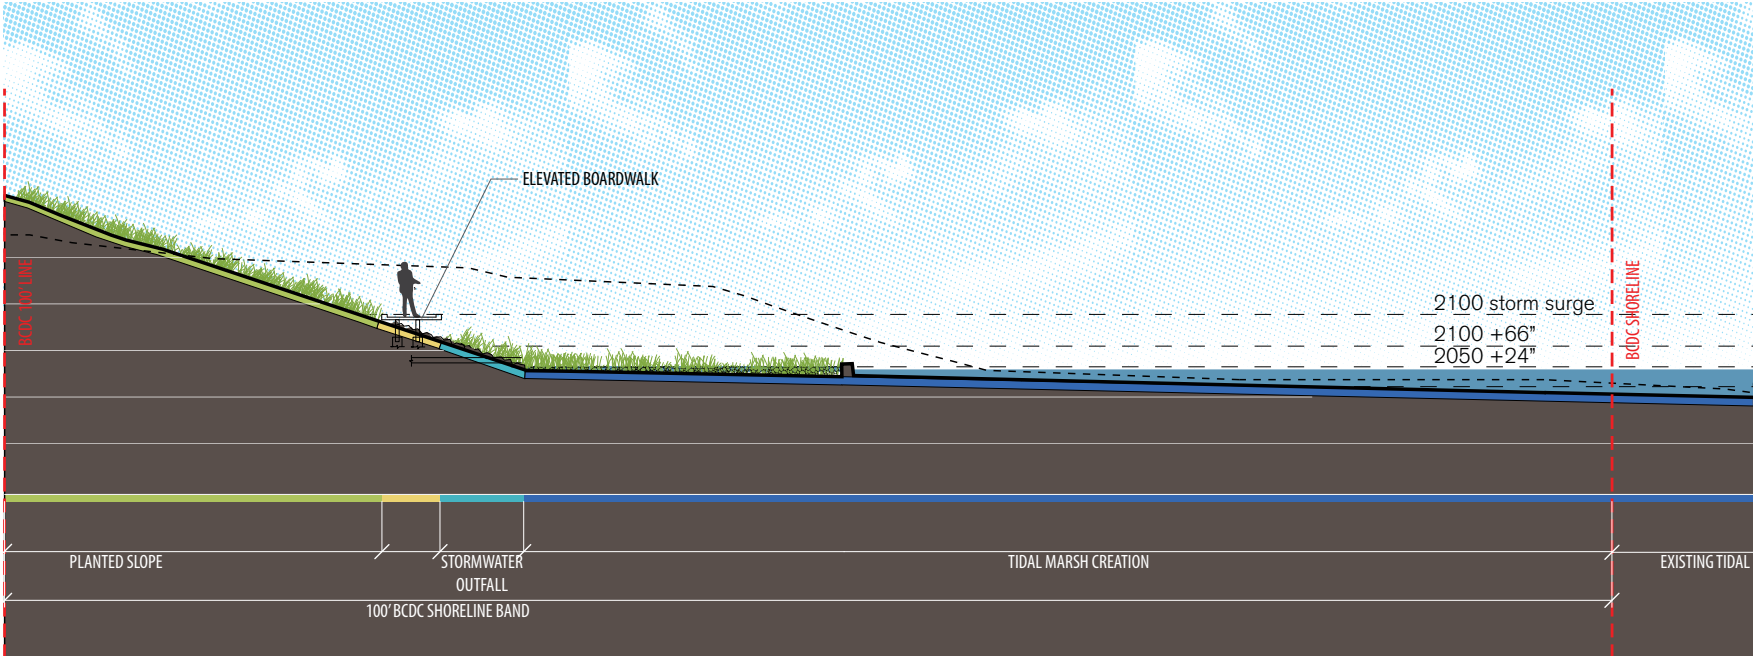 ELEVATED BOARDWALK
BCDC 100' LINE
BCDC SHORELINE
2100 storm surge
2100 +66”
2050 +24”
PLANTED SLOPE
STORMWATER
OUTFALL
TIDAL MARSH CREATION
EXISTING TIDAL
100’ BCDC SHORELINE BAND